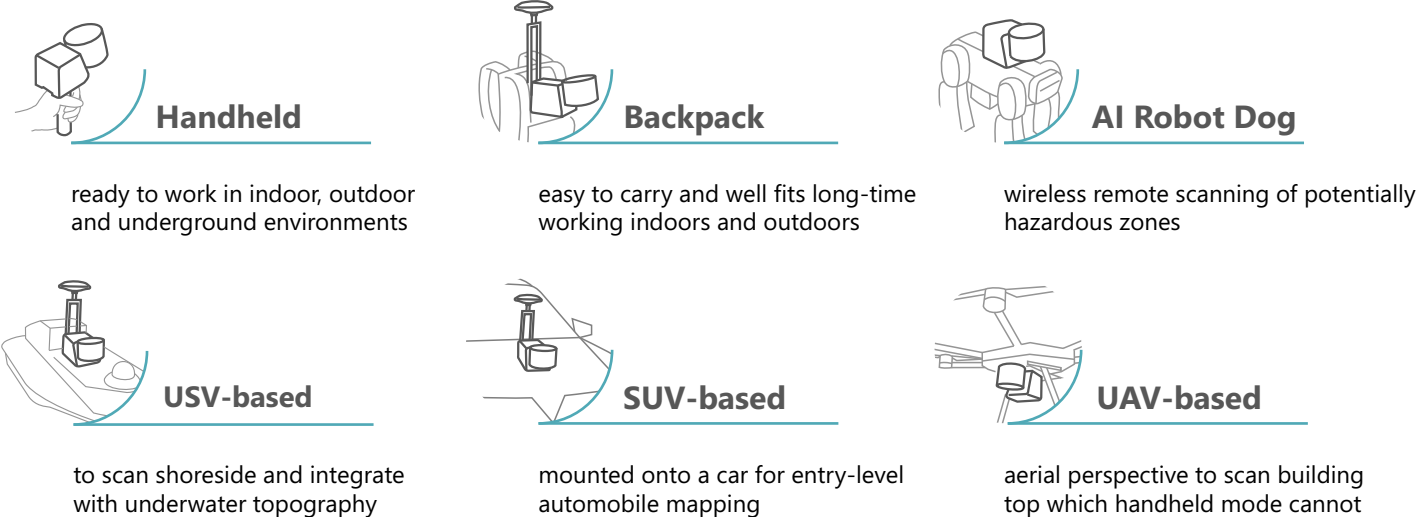 Handheld
ready to work in indoor, outdoor
and underground environments
Backpack
easy to carry and well fits long-time
working indoors and outdoors
AI Robot Dog
wireless remote scanning of potentially
hazardous zones
USV-based
to scan shoreside and integrate
with underwater topography
SUV-based
mounted onto a car for entry-level
automobile mapping
UAV-based
aerial perspective to scan building
top which handheld mode cannot